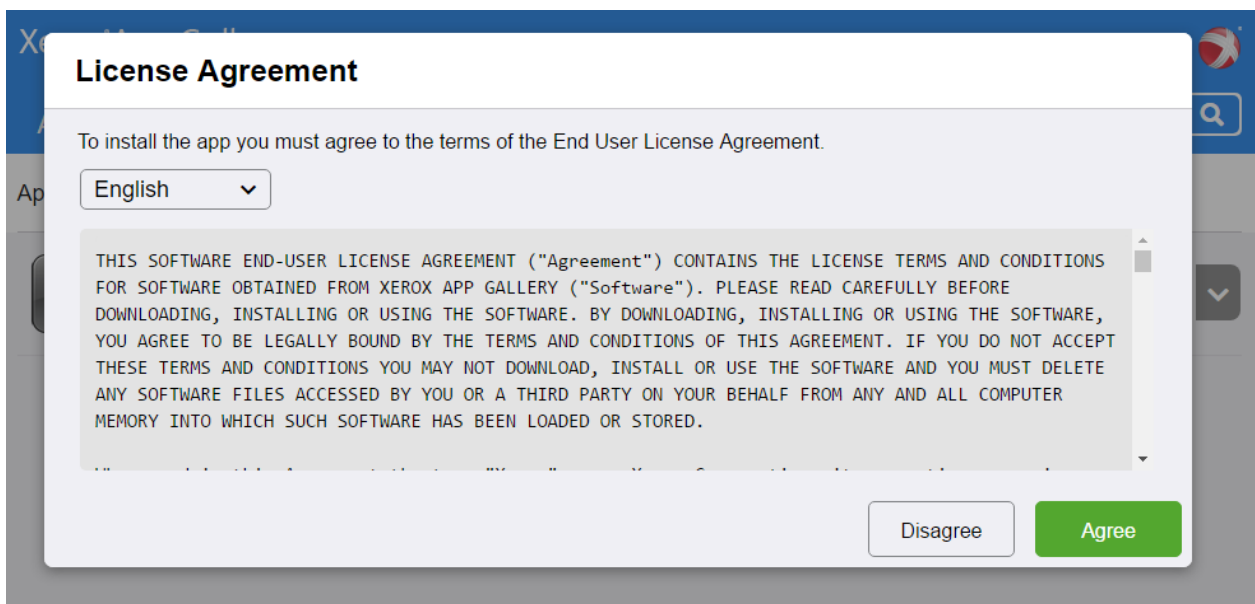 License Agreement
To install the app you must agree to the terms of the End User License Agreement.
English
THIS SOFTWARE END-USER LICENSE AGREEMENT ("Agreement") CONTAINS THE LICENSE TERMS AND CONDITIONS
FOR SOFTWARE OBTAINED FROM XEROX APP GALLERY ("Software"). PLEASE READ CAREFULLY BEFORE
DOWNLOADING, INSTALLING OR USING THE SOFTWARE. BY DOWNLOADING, INSTALLING OR USING THE SOFTWARE,
YOU AGREE TO BE LEGALLY BOUND BY THE TERMS AND CONDITIONS OF THIS AGREEMENT. IF YOU DO NOT ACCEPT
THESE TERMS AND CONDITIONS YOU MAY NOT DOWNLOAD, INSTALL OR USE THE SOFTWARE AND YOU MUST DELETE
ANY SOFTWARE FILES ACCESSED BY YOU OR A THIRD PARTY ON YOUR BEHALF FROM ANY AND ALL COMPUTER
MEMORY INTO WHICH SUCH SOFTWARE HAS BEEN LOADED OR STORED.
Disagree
Agree